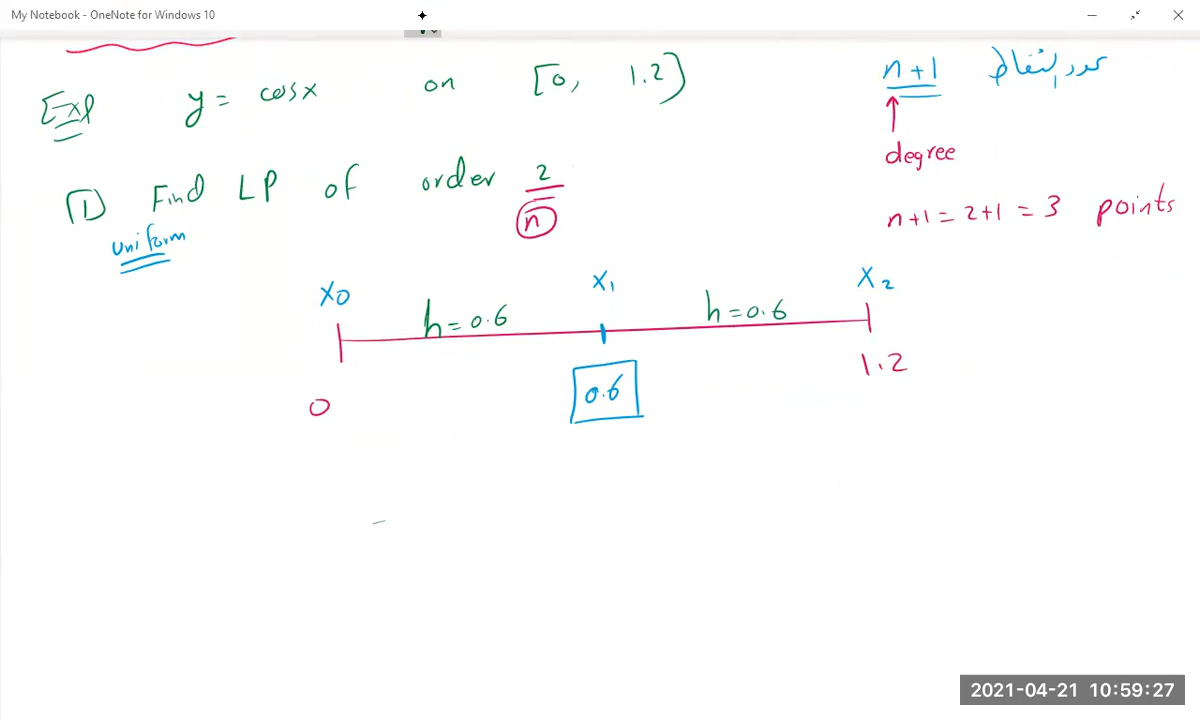 My Notebook - OneNote for Windows 10
Exp y = cosx on [0, 1.2]
n+1 عدد النقاط
degree
① Find LP of order 2
n
uniform
n+1 = 2+1 = 3 points
x0 x1 x2
h=0.6 h=0.6
0 0.6 1.2
2021-04-21 10:59:27